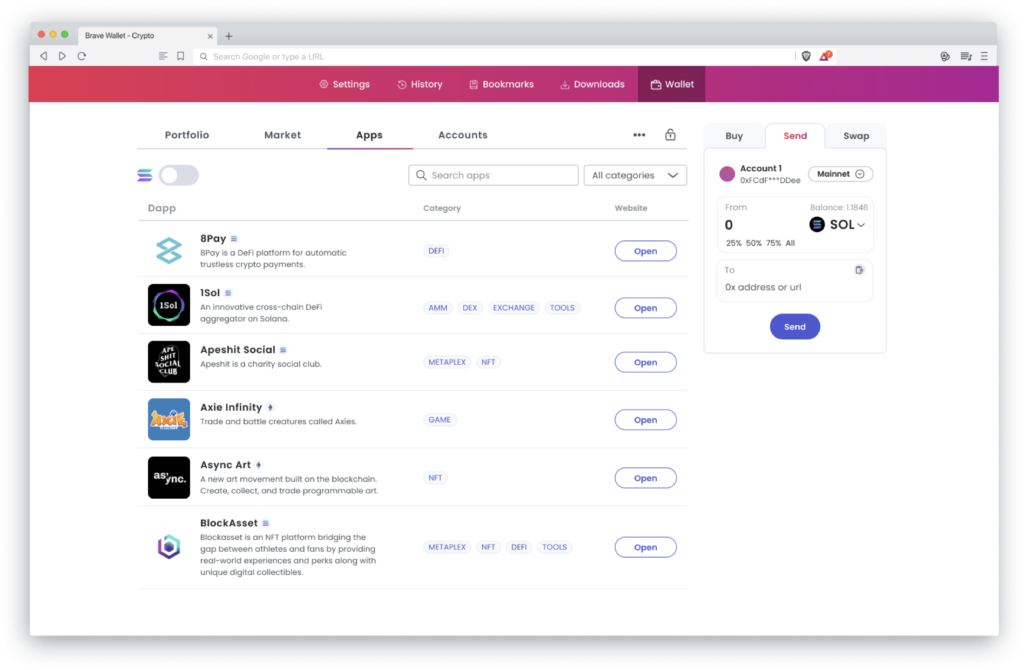 Brave Wallet - Crypto
Search Google or type a URL
Settings
History
Bookmarks
Downloads
Wallet
Portfolio
Market
Apps
Accounts
Search apps
All categories
Dapp
Category
Website
8Pay
8Pay is a DeFi platform for automatic
trustless crypto payments.
DEFI
Open
1Sol
1Sol
An innovative cross-chain DeFi
aggregator on Solana.
AMM
DEX
EXCHANGE
TOOLS
Open
APE
SHIT
SOCIAL
CLUB
Apeshit Social
Apeshit is a charity social club.
METAPLEX
NFT
Open
Axie
Axie Infinity
Trade and battle creatures called Axies.
GAME
Open
as
ync.
Async Art
A new art movement built on the blockchain.
Create, collect, and trade programmable art.
NFT
Open
BlockAsset
Blockasset is an NFT platform bridging the
gap between athletes and fans by providing
real-world experiences and perks along with
unique digital collectibles.
METAPLEX
NFT
DEFI
TOOLS
Open
Buy
Send
Swap
Account 1
0xFCdF***DDee
Mainnet
From
Balance: 1.1846
0
SOL
25% 50% 75% All
To
0x address or url
Send